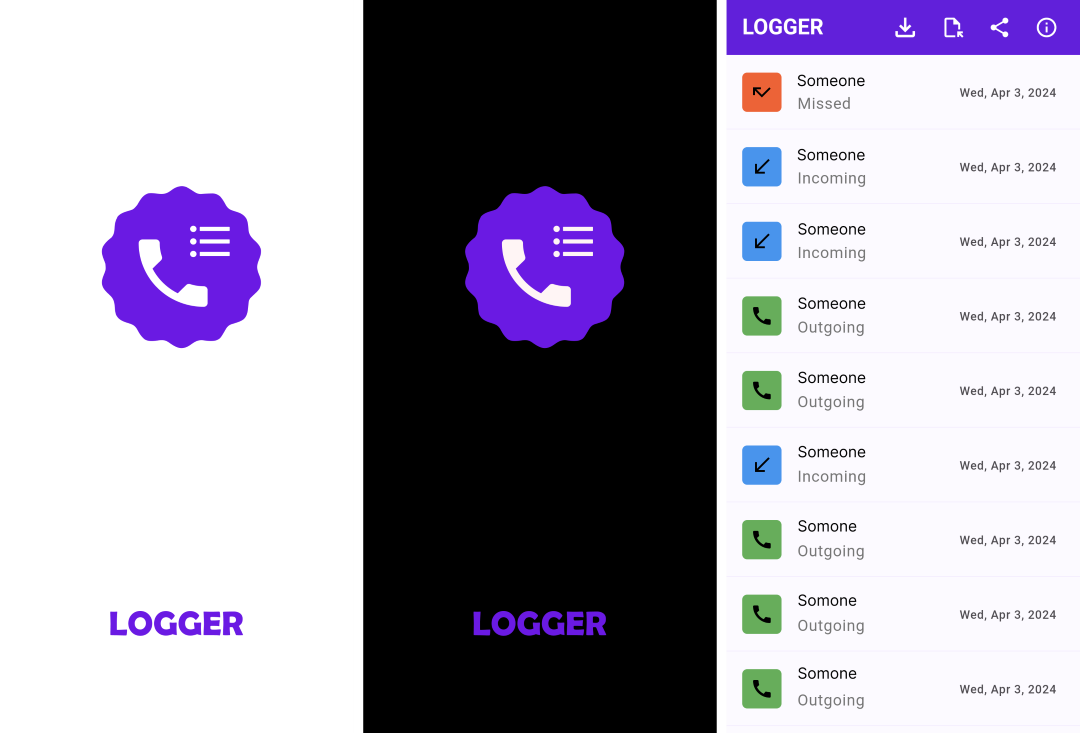 LOGGER
LOGGER
LOGGER
Someone
Missed
Wed, Apr 3, 2024
Someone
Incoming
Wed, Apr 3, 2024
Someone
Incoming
Wed, Apr 3, 2024
Someone
Outgoing
Wed, Apr 3, 2024
Someone
Outgoing
Wed, Apr 3, 2024
Someone
Incoming
Wed, Apr 3, 2024
Somone
Outgoing
Wed, Apr 3, 2024
Somone
Outgoing
Wed, Apr 3, 2024
Somone
Outgoing
Wed, Apr 3, 2024